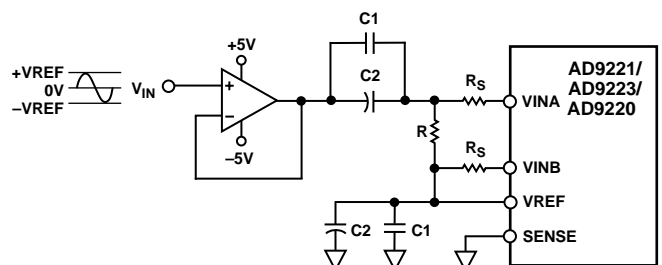 C1
+5V
C2
+VREF
0V
–VREF
VIN
+
–
–5V
RS
R
RS
C2
C1
AD9221/
AD9223/
AD9220
VINA
VINB
VREF
SENSE